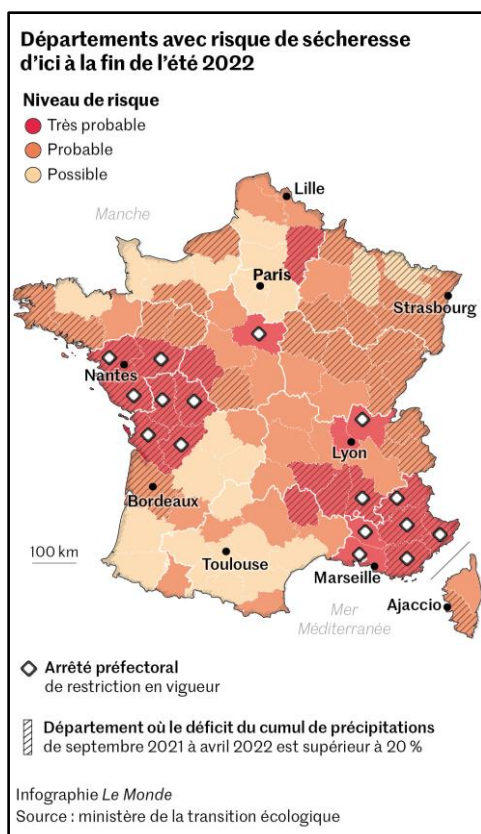 Départements avec risque de sécheresse
d'ici à la fin de l'été 2022
Niveau de risque
Très probable
Probable
Possible
Manche
Lille
Paris
Strasbourg
Nantes
Lyon
Bordeaux
100 km
Toulouse
Marseille
Mer
Méditerranée
Ajaccio
Arrêté préfectoral
de restriction en vigueur
Département où le déficit du cumul de précipitations
de septembre 2021 à avril 2022 est supérieur à 20 %
Infographie Le Monde
Source : ministère de la transition écologique